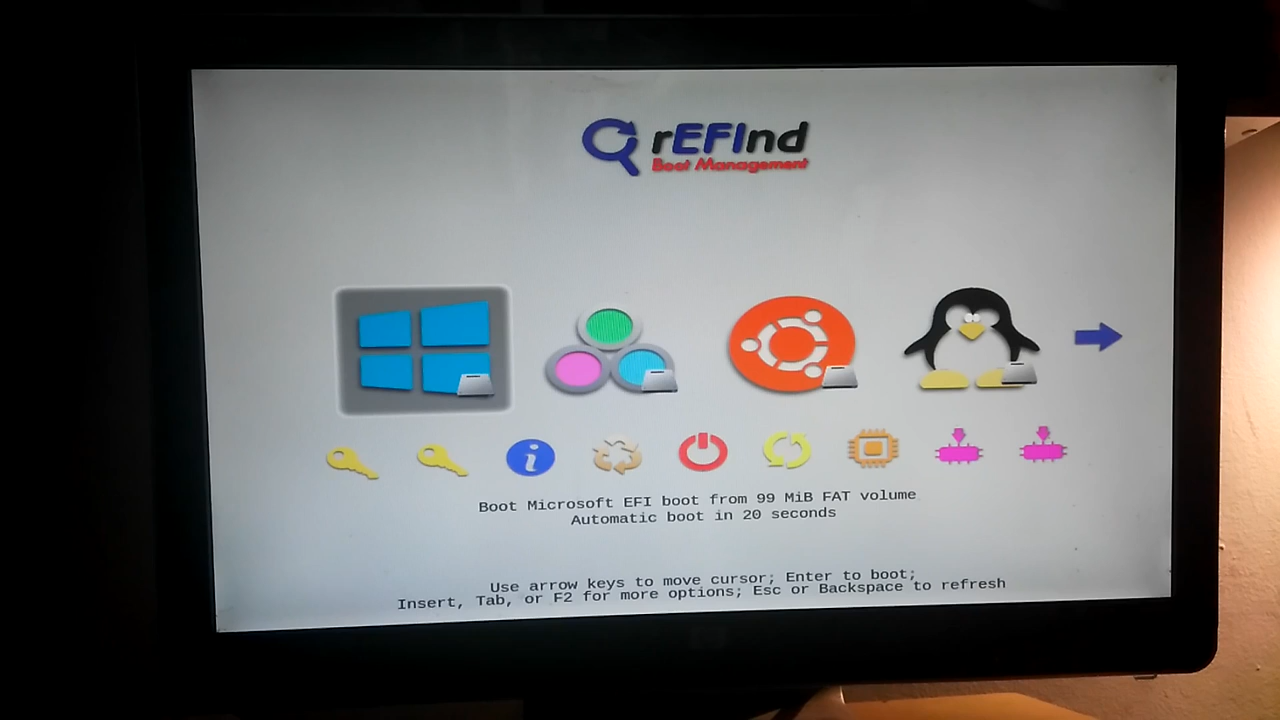 rEFInd
Boot Management
Boot Microsoft EFI boot from 99 MiB FAT volume
Automatic boot in 20 seconds
Use arrow keys to move cursor; Enter to boot;
Insert, Tab, or F2 for more options; Esc or Backspace to refresh